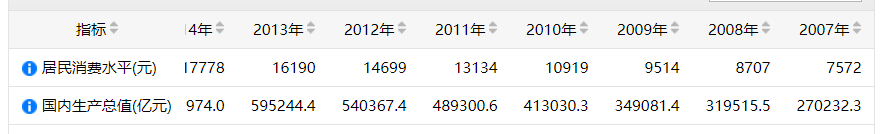 指标 4年 2013年 2012年 2011年 2010年 2009年 2008年 2007年
居民消费水平(元) 17778 16190 14699 13134 10919 9514 8707 7572
国内生产总值(亿元) 974.0 595244.4 540367.4 489300.6 413030.3 349081.4 319515.5 270232.3